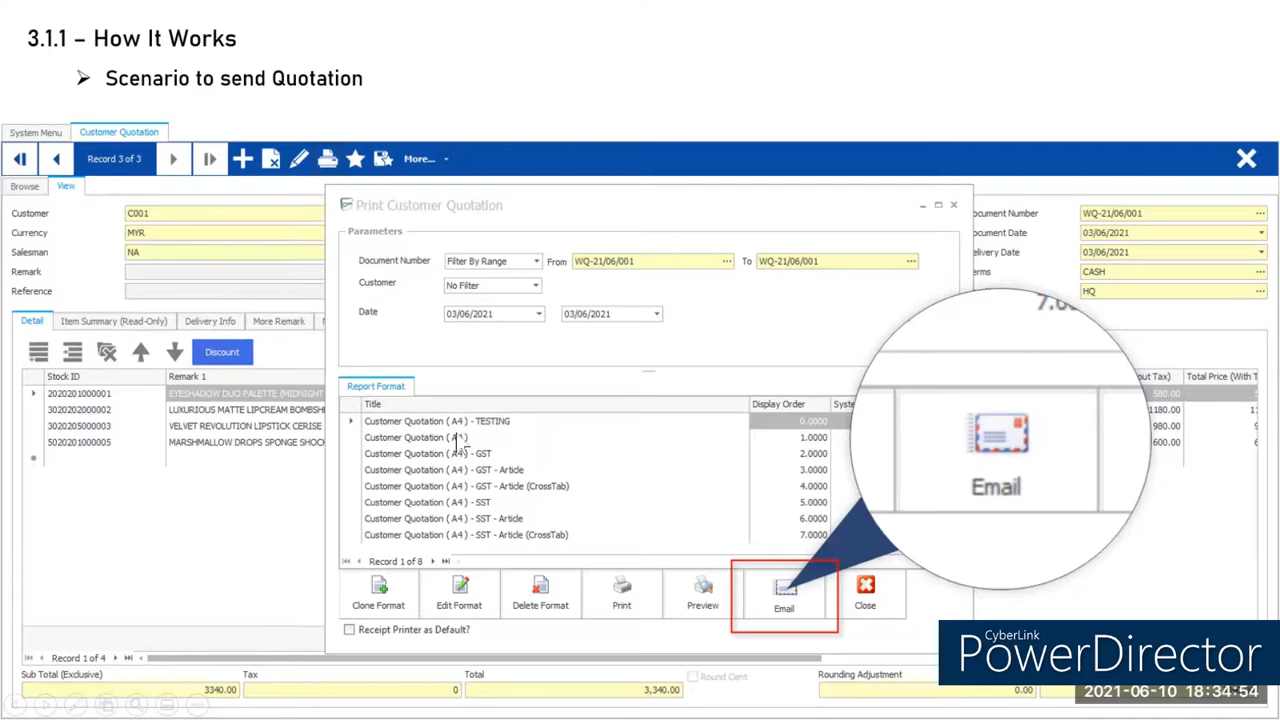 3.1.1 – How It Works
➢ Scenario to send Quotation
System Menu Customer Quotation
Record 3 of 3 More...
Browse View
Customer C001
Currency MYR
Salesman NA
Remark
Reference
Print Customer Quotation
Parameters
Document Number Filter By Range From WQ-21/06/001 To WQ-21/06/001
Customer No Filter
Date 03/06/2021 03/06/2021
ocument Number WQ-21/06/001
ocument Date 03/06/2021
elivery Date 03/06/2021
erms CASH
HQ
Detail Item Summary (Read-Only) Delivery Info More Remark
Discount
Stock ID Remark 1
2020201000001 EYESHADOW DUO PALETTE (MIDNIGHT
3020202000002 LUXURIOUS MATTE LIPCREAM BOMBSH
3020205000003 VELVET REVOLUTION LIPSTICK CERISE
5020201000005 MARSHMALLOW DROPS SPONGE SHOC
Report Format
Title Display Order Syste
Customer Quotation ( A4 ) - TESTING 0.0000
Customer Quotation ( A4 ) 1.0000
Customer Quotation ( A4 ) - GST 2.0000
Customer Quotation ( A4 ) - GST - Article 3.0000
Customer Quotation ( A4 ) - GST - Article (CrossTab) 4.0000
Customer Quotation ( A4 ) - SST 5.0000
Customer Quotation ( A4 ) - SST - Article 6.0000
Customer Quotation ( A4 ) - SST - Article (CrossTab) 7.0000
Record 1 of 8
out Tax) Total Price (With T
580.00
1180.00
980.00
600.00
Email
Clone Format Edit Format Delete Format Print Preview Email Close
Receipt Printer as Default?
Record 1 of 4
Sub Total (Exclusive) Tax Total Round Cent Rounding Adjustment
3340.00 0 3,340.00 0.00
CyberLink
PowerDirector
2021-06-10 18:34:54